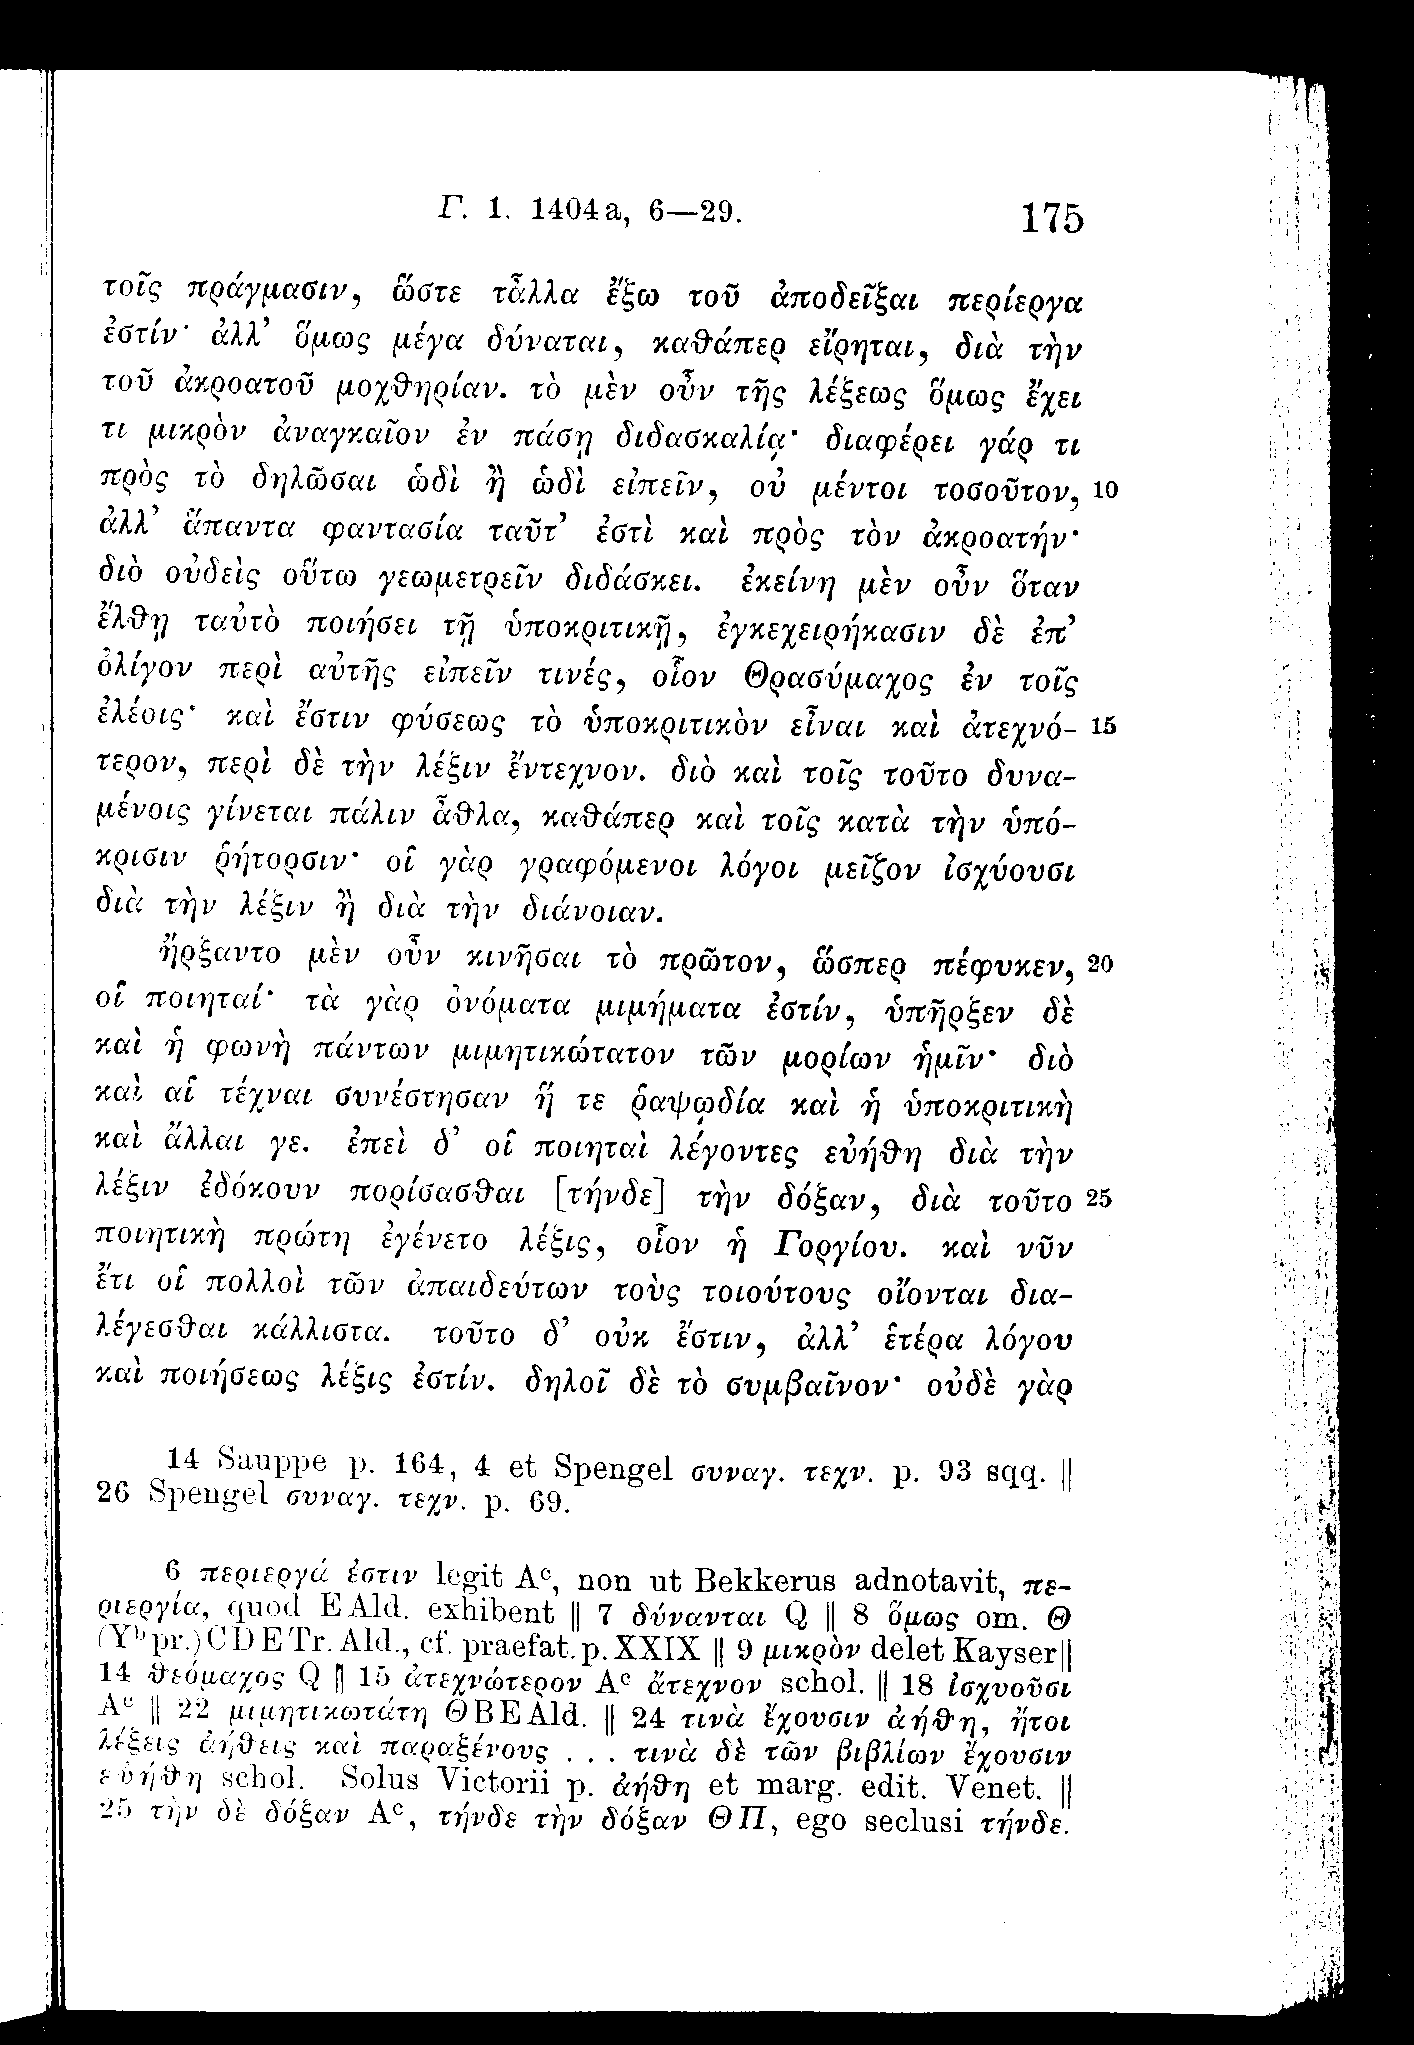 Γ. 1. 1404a, 6—29. 175
τοῖς πράγμασιν, ὥστε τἆλλα ἔξω τοῦ ἀποδεῖξαι περίεργα
ἐστίν· ἀλλ’ ὅμως μέγα δύναται, καθάπερ εἴρηται, διὰ τὴν
τοῦ ἀκροατοῦ μοχθηρίαν. τὸ μὲν οὖν τῆς λέξεως ὅμως ἔχει
τι μικρὸν ἀναγκαῖον ἐν πάσῃ διδασκαλίᾳ· διαφέρει γάρ τι
πρὸς τὸ δηλῶσαι ὡδὶ ἢ ὡδὶ εἰπεῖν, οὐ μέντοι τοσοῦτον, 10
ἀλλ’ ἅπαντα φαντασία ταῦτ’ ἐστὶ καὶ πρὸς τὸν ἀκροατήν·
διὸ οὐδεὶς οὕτω γεωμετρεῖν διδάσκει. ἐκείνη μὲν οὖν ὅταν
ἔλθῃ ταὐτὸ ποιήσει τῇ ὑποκριτικῇ, ἐγκεχειρήκασιν δὲ ἐπ’
ὀλίγον περὶ αὐτῆς εἰπεῖν τινές, οἷον Θρασύμαχος ἐν τοῖς
ἐλέοις· καὶ ἔστιν φύσεως τὸ ὑποκριτικὸν εἶναι καὶ ἀτεχνό- 15
τερον, περὶ δὲ τὴν λέξιν ἔντεχνον. διὸ καὶ τοῖς τοῦτο δυνα-
μένοις γίνεται πάλιν ἆθλα, καθάπερ καὶ τοῖς κατὰ τὴν ὑπό-
κρισιν ῥήτορσιν· οἱ γὰρ γραφόμενοι λόγοι μεῖζον ἰσχύουσι
διὰ τὴν λέξιν ἢ διὰ τὴν διάνοιαν.
ἤρξαντο μὲν οὖν κινῆσαι τὸ πρῶτον, ὥσπερ πέφυκεν, 20
οἱ ποιηταί· τὰ γὰρ ὀνόματα μιμήματα ἐστίν, ὑπῆρξεν δὲ
καὶ ἡ φωνὴ πάντων μιμητικώτατον τῶν μορίων ἡμῖν· διὸ
καὶ αἱ τέχναι συνέστησαν ἥ τε ῥαψῳδία καὶ ἡ ὑποκριτικὴ
καὶ ἄλλαι γε. ἐπεὶ δ’ οἱ ποιηταὶ λέγοντες εὐήθη διὰ τὴν
λέξιν ἐδόκουν πορίσασθαι [τήνδε] τὴν δόξαν, διὰ τοῦτο 25
ποιητικὴ πρώτη ἐγένετο λέξις, οἷον ἡ Γοργίου. καὶ νῦν
ἔτι οἱ πολλοὶ τῶν ἀπαιδεύτων τοὺς τοιούτους οἴονται δια-
λέγεσθαι κάλλιστα. τοῦτο δ’ οὐκ ἔστιν, ἀλλ’ ἑτέρα λόγου
καὶ ποιήσεως λέξις ἐστίν. δηλοῖ δὲ τὸ συμβαῖνον· οὐδὲ γὰρ
14 Sauppe p. 164, 4 et Spengel συναγ. τεχν. p. 93 sqq. ||
26 Spengel συναγ. τεχν. p. 69.
6 περιεργά ἐστιν legit Aᶜ, non ut Bekkerus adnotavit, πε-
ριεργία, quod E Ald. exhibent || 7 δύνανται Q || 8 ὅμως om. Θ
(Yᵇ pr.) C D E Tr. Ald., cf. praefat. p. XXIX || 9 μικρὸν delet Kayser ||
14 θεόμαχος Q || 15 ἀτεχνώτερον Aᶜ ἄτεχνον schol. || 18 ἰσχυοῦσι
Aᶜ || 22 μιμητικωτάτη Θ B E Ald. || 24 τινὰ ἔχουσιν ἀήθη, ἤτοι
λέξεις ἀήθεις καὶ παραξένους . . . τινὰ δὲ τῶν βιβλίων ἔχουσιν
εὐήθη schol. Solus Victorii p. ἀήθη et marg. edit. Venet. ||
25 τὴν δὲ δόξαν Aᶜ, τήνδε τὴν δόξαν Θ Π, ego seclusi τήνδε.